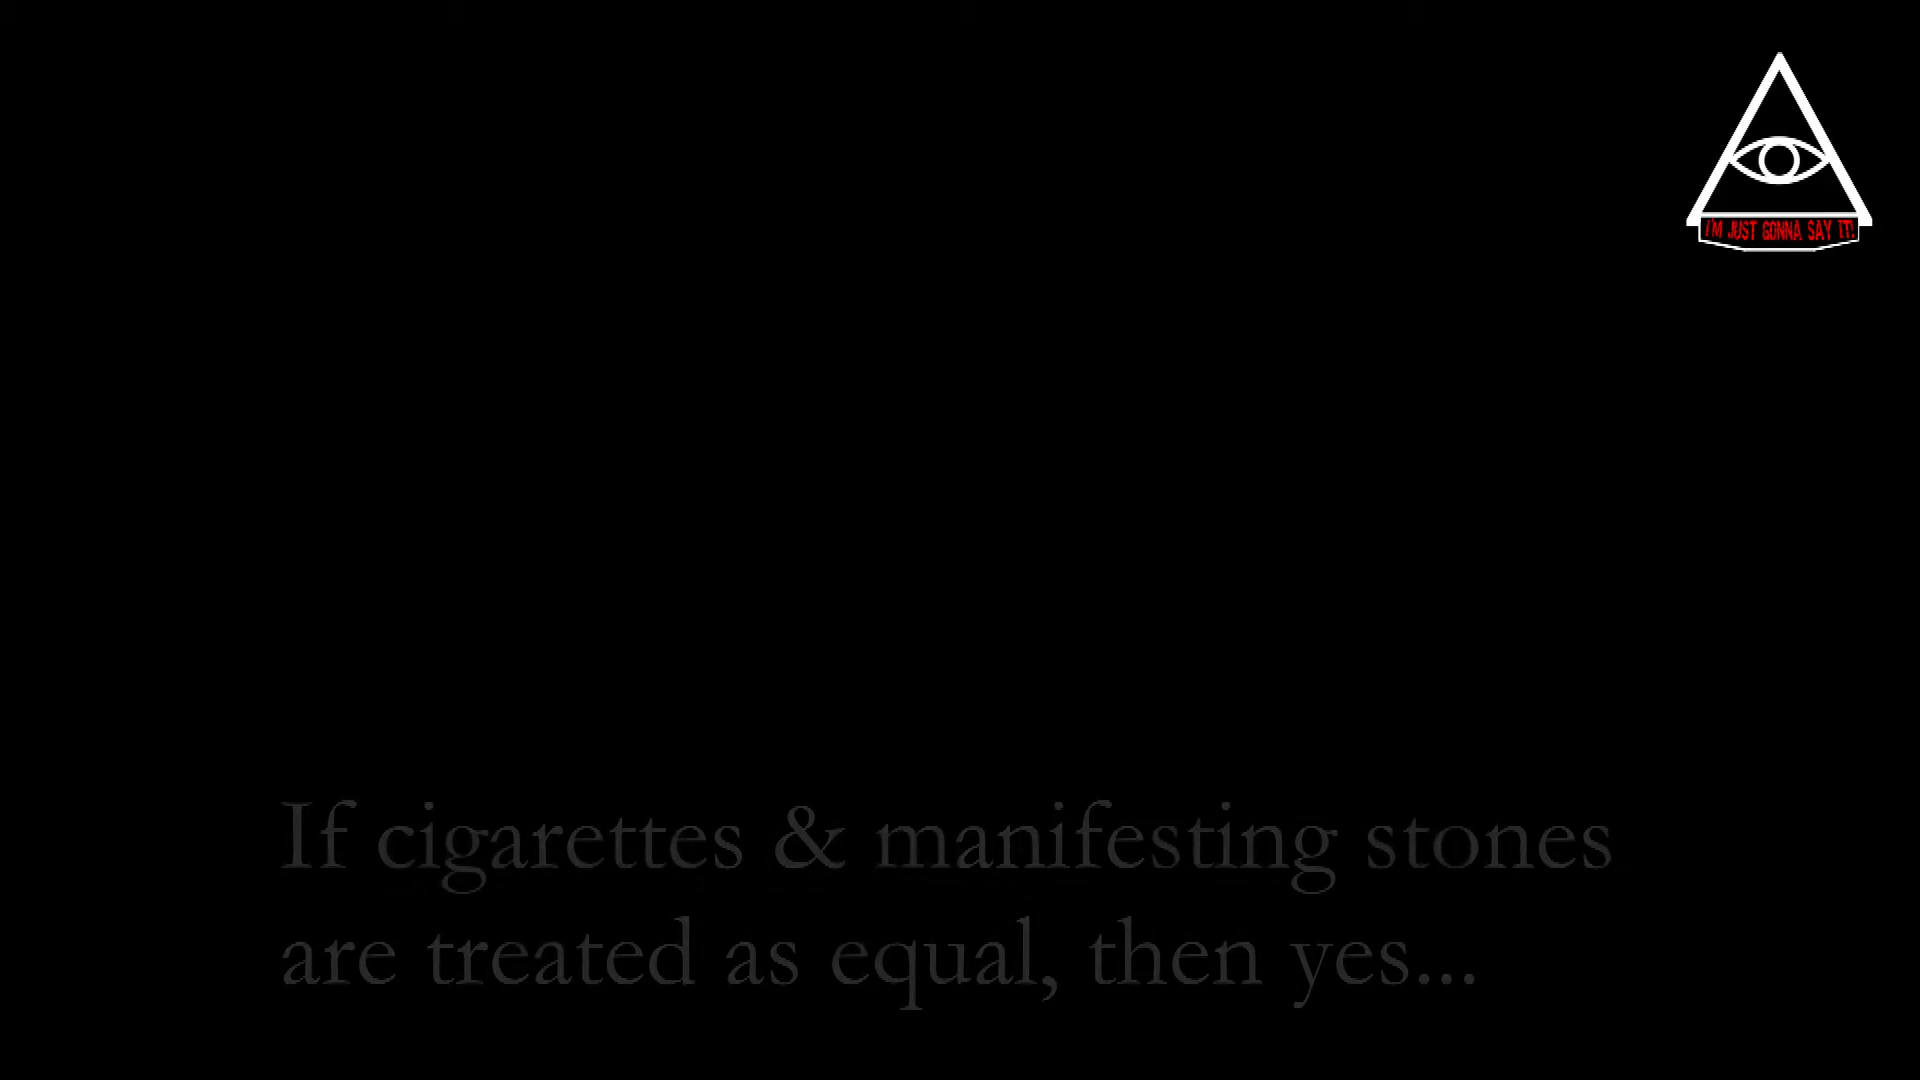 I'M JUST GONNA SAY IT!
If cigarettes & manifesting stones
are treated as equal, then yes...